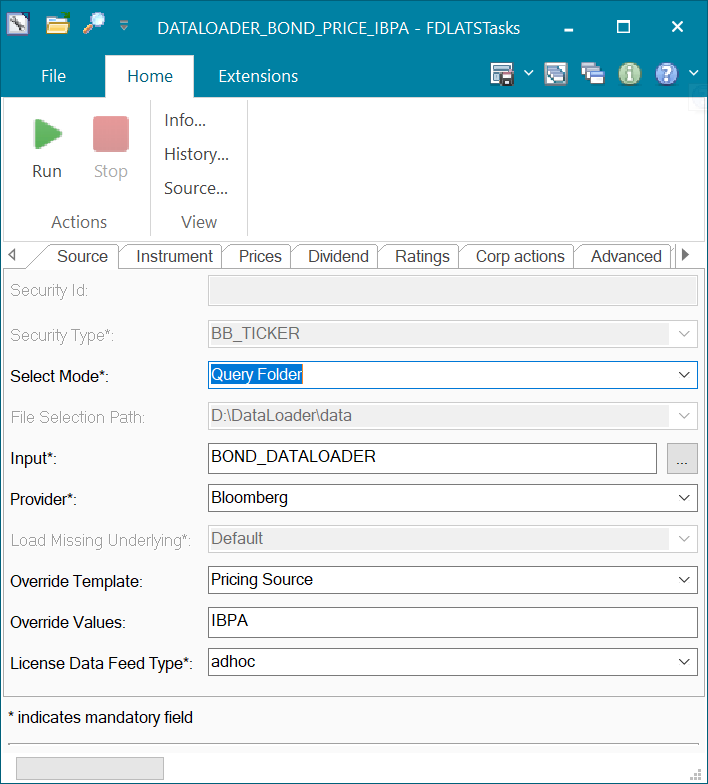 DATALOADER_BOND_PRICE_IBPA - FDLATSTasks
File Home Extensions
Run Stop
Info...
History...
Source...
Actions View
Source Instrument Prices Dividend Ratings Corp actions Advanced
Security Id:
Security Type*: BB_TICKER
Select Mode*: Query Folder
File Selection Path: D:\DataLoader\data
Input*: BOND_DATALOADER ...
Provider*: Bloomberg
Load Missing Underlying*: Default
Override Template: Pricing Source
Override Values: IBPA
License Data Feed Type*: adhoc
* indicates mandatory field